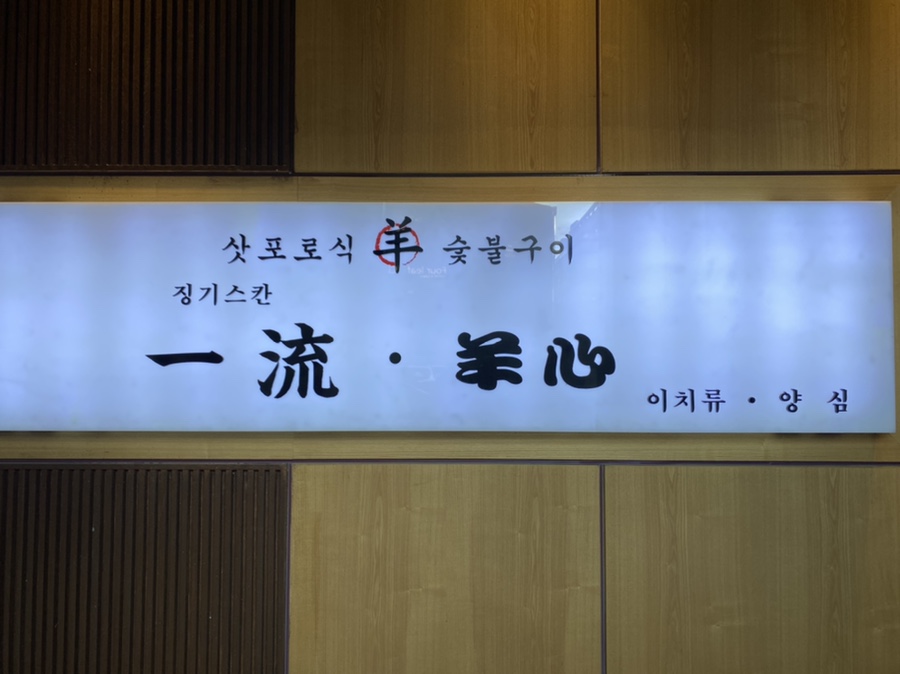 삿포로식 羊 숯불구이
징기스칸
一流・羊心
이치류・양심